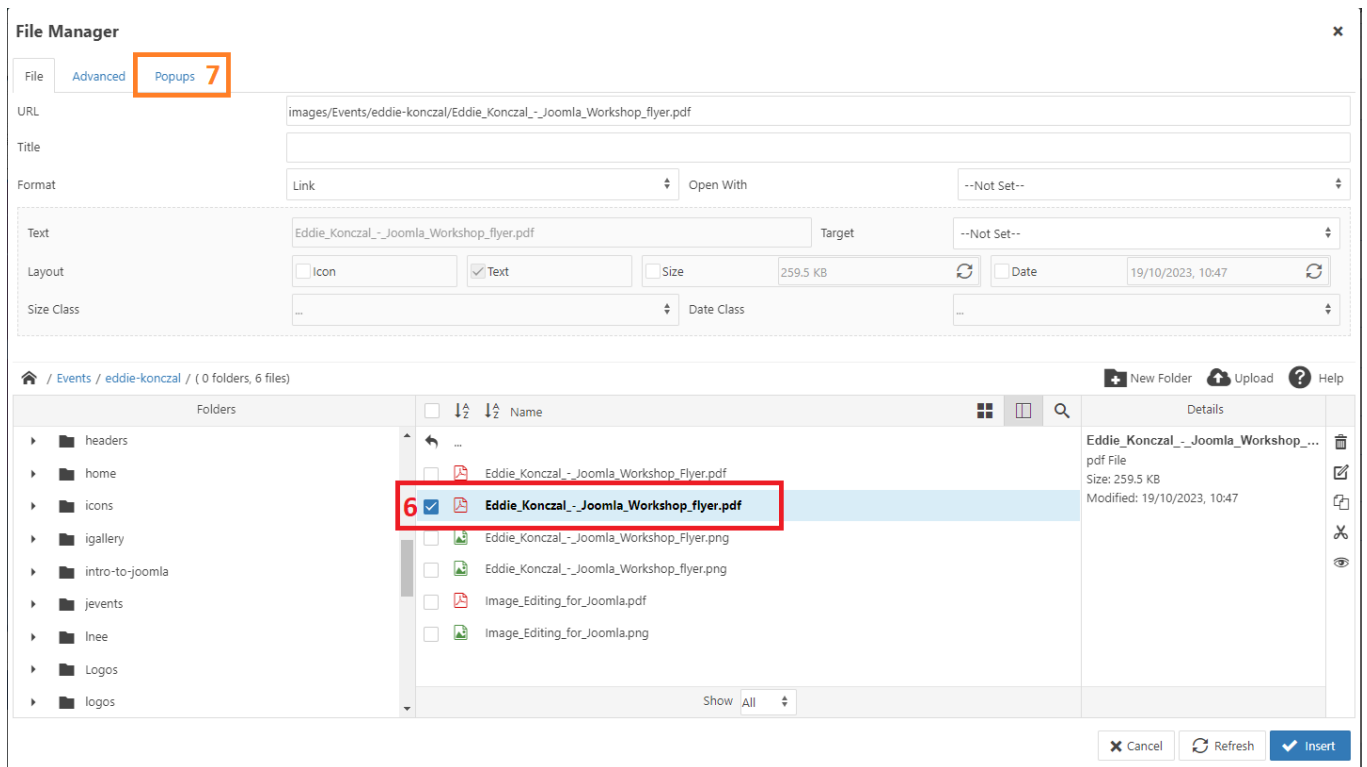 File Manager ×
File Advanced Popups 7
URL images/Events/eddie-konczal/Eddie_Konczal_-_Joomla_Workshop_flyer.pdf
Title
Format Link Open With --Not Set--
Text Eddie_Konczal_-_Joomla_Workshop_flyer.pdf Target --Not Set--
Layout Icon Text Size 259.5 KB Date 19/10/2023, 10:47
Size Class ... Date Class ...
/ Events / eddie-konczal / ( 0 folders, 6 files) New Folder Upload ? Help
Folders Name Details
headers
home
icons
igallery
intro-to-joomla
jevents
lnee
Logos
logos
...
Eddie_Konczal_-_Joomla_Workshop_Flyer.pdf
6 Eddie_Konczal_-_Joomla_Workshop_flyer.pdf
Eddie_Konczal_-_Joomla_Workshop_Flyer.png
Eddie_Konczal_-_Joomla_Workshop_flyer.png
Image_Editing_for_Joomla.pdf
Image_Editing_for_Joomla.png
Show All
Eddie_Konczal_-_Joomla_Workshop_...
pdf File
Size: 259.5 KB
Modified: 19/10/2023, 10:47
Cancel Refresh Insert